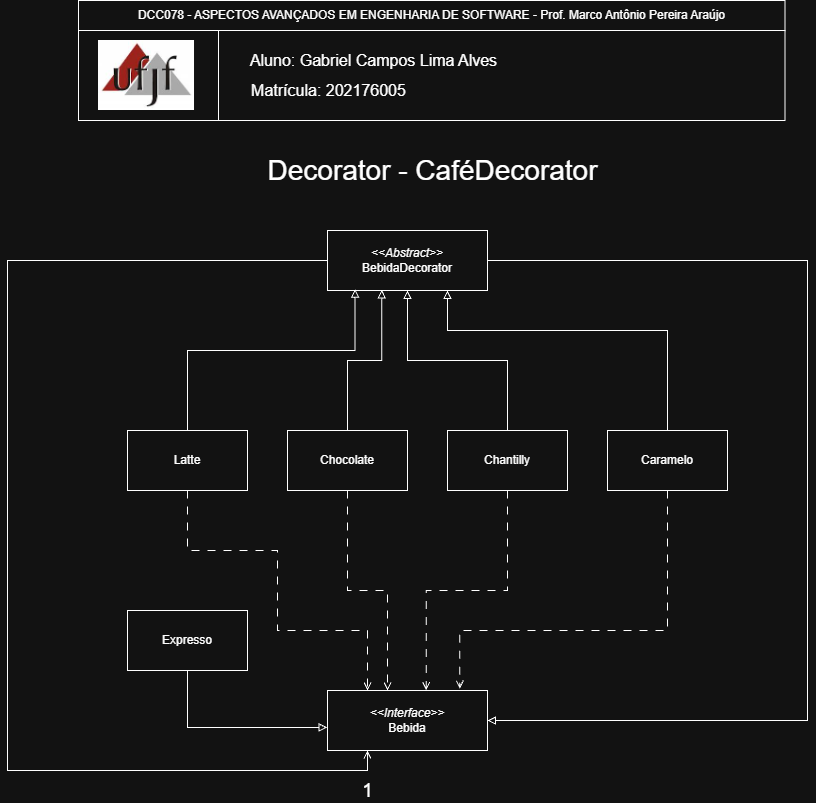 DCC078 - ASPECTOS AVANÇADOS EM ENGENHARIA DE SOFTWARE - Prof. Marco Antônio Pereira Araújo
ufjf
Aluno: Gabriel Campos Lima Alves
Matrícula: 202176005
Decorator - CaféDecorator
<<Abstract>>
BebidaDecorator
Latte
Chocolate
Chantilly
Caramelo
Expresso
<<Interface>>
Bebida
1